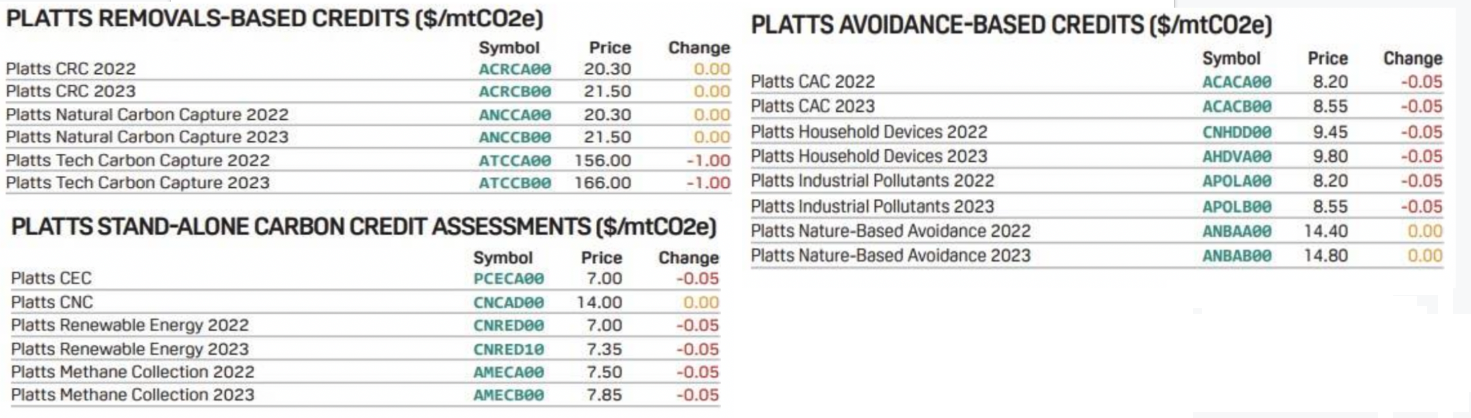 PLATTS REMOVALS-BASED CREDITS ($/mtCO2e)
Symbol Price Change
Platts CRC 2022 ACRCA00 20.30 0.00
Platts CRC 2023 ACRCB00 21.50 0.00
Platts Natural Carbon Capture 2022 ANCCA00 20.30 0.00
Platts Natural Carbon Capture 2023 ANCCB00 21.50 0.00
Platts Tech Carbon Capture 2022 ATCCA00 156.00 -1.00
Platts Tech Carbon Capture 2023 ATCCB00 166.00 -1.00
PLATTS STAND-ALONE CARBON CREDIT ASSESSMENTS ($/mtCO2e)
Symbol Price Change
Platts CEC PCECA00 7.00 -0.05
Platts CNC CNCAD00 14.00 0.00
Platts Renewable Energy 2022 CNRED00 7.00 -0.05
Platts Renewable Energy 2023 CNRED10 7.35 -0.05
Platts Methane Collection 2022 AMECA00 7.50 -0.05
Platts Methane Collection 2023 AMECB00 7.85 -0.05
PLATTS AVOIDANCE-BASED CREDITS ($/mtCO2e)
Symbol Price Change
Platts CAC 2022 ACACA00 8.20 -0.05
Platts CAC 2023 ACACB00 8.55 -0.05
Platts Household Devices 2022 CNHDD00 9.45 -0.05
Platts Household Devices 2023 AHDVA00 9.80 -0.05
Platts Industrial Pollutants 2022 APOLA00 8.20 -0.05
Platts Industrial Pollutants 2023 APOLB00 8.55 -0.05
Platts Nature-Based Avoidance 2022 ANBAA00 14.40 0.00
Platts Nature-Based Avoidance 2023 ANBAB00 14.80 0.00